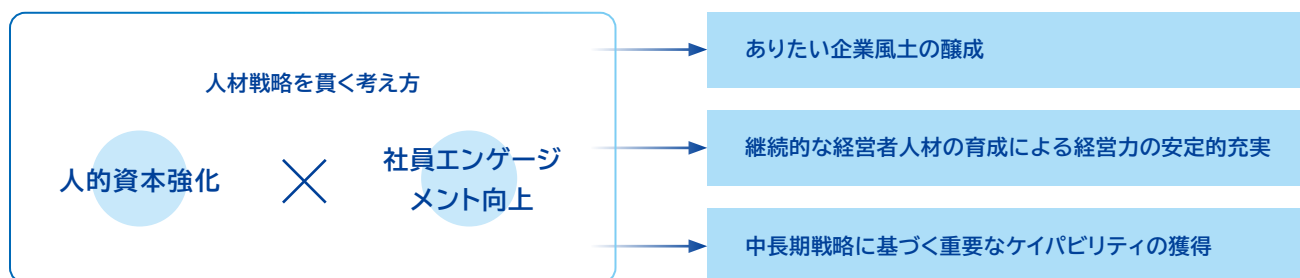 人材戦略を貫く考え方
人的資本強化
×
社員エンゲージ
メント向上
ありたい企業風土の醸成
継続的な経営者人材の育成による経営力の安定的充実
中長期戦略に基づく重要なケイパビリティの獲得